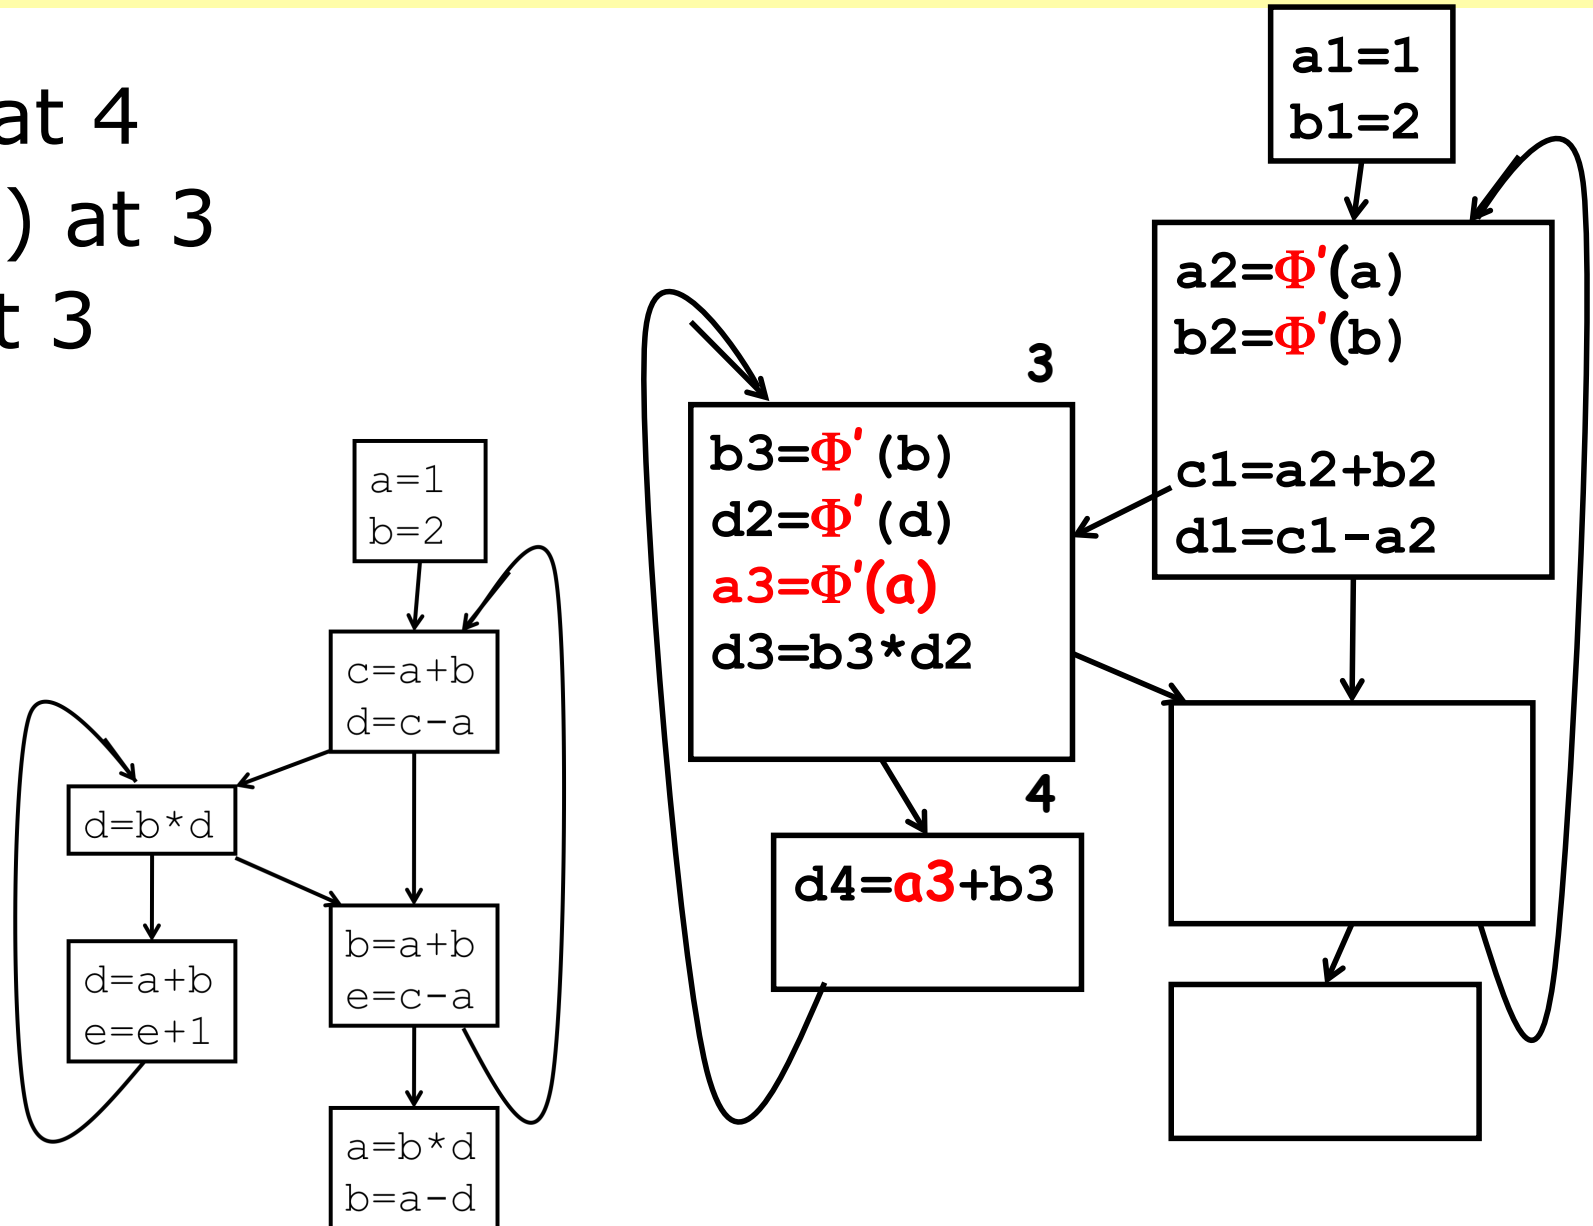 at 4
) at 3
t 3
a=1
b=2
c=a+b
d=c-a
d=b*d
d=a+b
e=e+1
b=a+b
e=c-a
a=b*d
b=a-d
a1=1
b1=2
a2=Φ'(a)
b2=Φ'(b)
c1=a2+b2
d1=c1-a2
3
b3=Φ'(b)
d2=Φ'(d)
a3=Φ'(a)
d3=b3*d2
4
d4=a3+b3